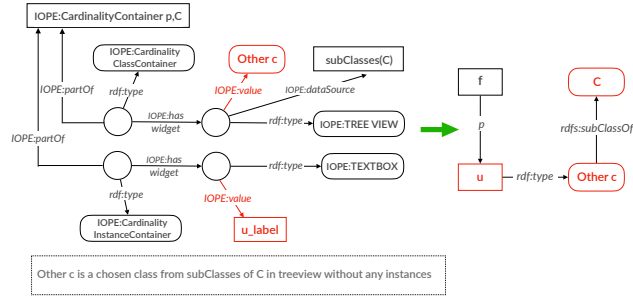 IOPE:CardinalityContainer p,C
IOPE:Cardinality
ClassContainer
Other c
subClasses(C)
IOPE:partOf
rdf:type
IOPE:value
IOPE:dataSource
IOPE:has
widget
rdf:type
IOPE:TREE VIEW
IOPE:partOf
IOPE:has
widget
rdf:type
IOPE:TEXTBOX
rdf:type
IOPE:value
IOPE:Cardinality
InstanceContainer
u_label
f
C
p
rdfs:subClassOf
u
rdf:type
Other c
Other c is a chosen class from subClasses of C in treeview without any instances